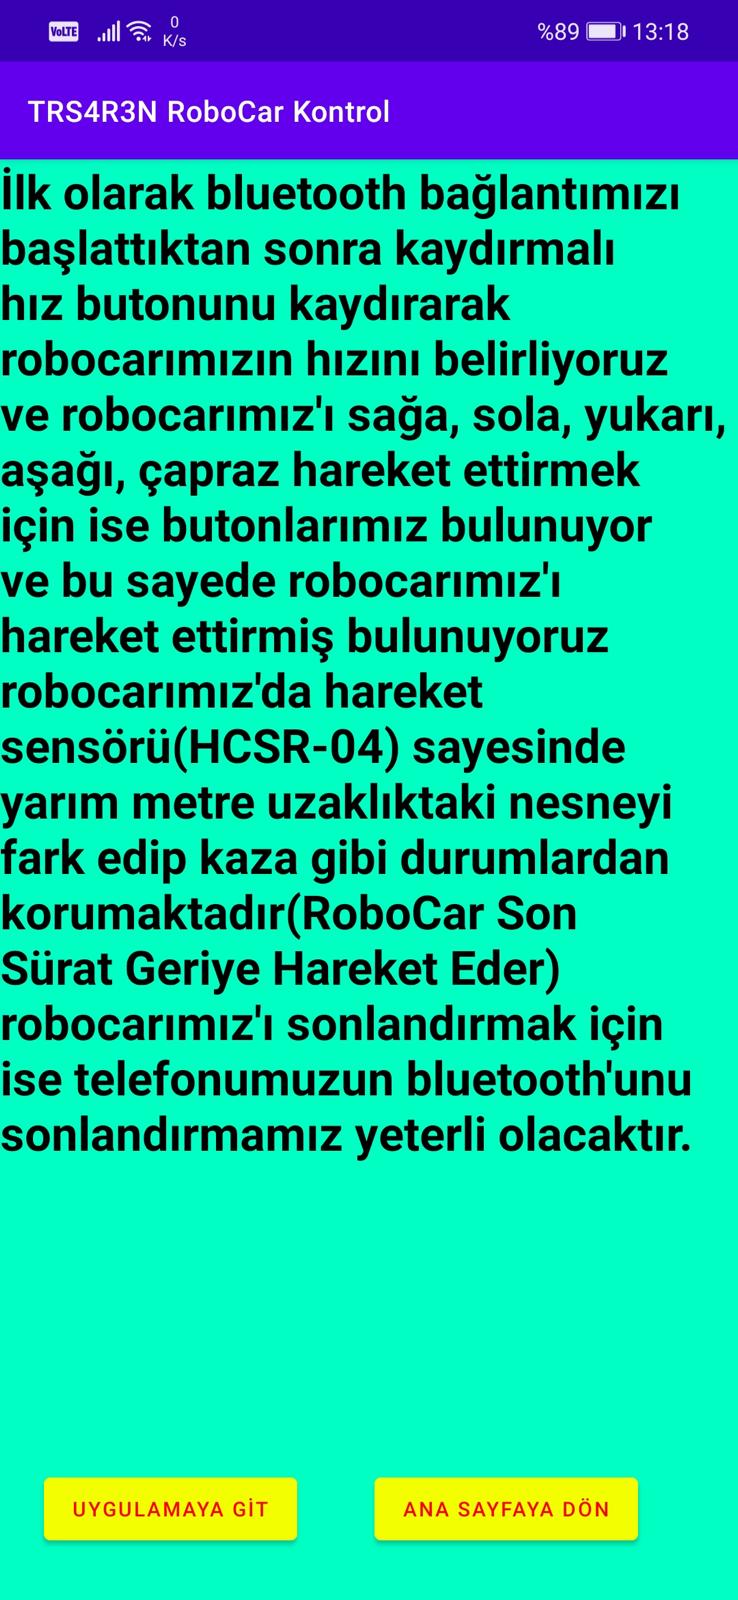 VoLTE 0 K/s %89 13:18
TRS4R3N RoboCar Kontrol
İlk olarak bluetooth bağlantımızı
başlattıktan sonra kaydırmalı
hız butonunu kaydırarak
robocarımızın hızını belirliyoruz
ve robocarımız'ı sağa, sola, yukarı,
aşağı, çapraz hareket ettirmek
için ise butonlarımız bulunuyor
ve bu sayede robocarımız'ı
hareket ettirmiş bulunuyoruz
robocarımız'da hareket
sensörü(HCSR-04) sayesinde
yarım metre uzaklıktaki nesneyi
fark edip kaza gibi durumlardan
korumaktadır(RoboCar Son
Sürat Geriye Hareket Eder)
robocarımız'ı sonlandırmak için
ise telefonumuzun bluetooth'unu
sonlandırmamız yeterli olacaktır.
UYGULAMAYA GİT
ANA SAYFAYA DÖN